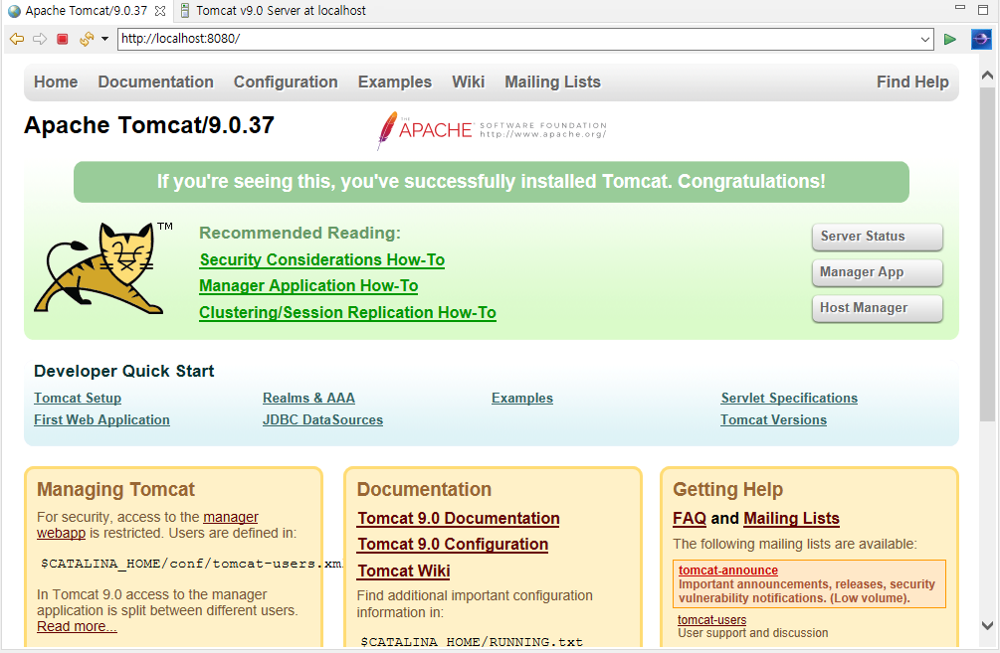 Apache Tomcat/9.0.37
Tomcat v9.0 Server at localhost
http://localhost:8080/
Home Documentation Configuration Examples Wiki Mailing Lists Find Help
Apache Tomcat/9.0.37
THE
APACHE SOFTWARE FOUNDATION
http://www.apache.org/
If you're seeing this, you've successfully installed Tomcat. Congratulations!
TM
Recommended Reading:
Security Considerations How-To
Manager Application How-To
Clustering/Session Replication How-To
Server Status
Manager App
Host Manager
Developer Quick Start
Tomcat Setup
First Web Application
Realms & AAA
JDBC DataSources
Examples
Servlet Specifications
Tomcat Versions
Managing Tomcat
For security, access to the manager
webapp is restricted. Users are defined in:
$CATALINA_HOME/conf/tomcat-users.xml
In Tomcat 9.0 access to the manager
application is split between different users.
Read more...
Documentation
Tomcat 9.0 Documentation
Tomcat 9.0 Configuration
Tomcat Wiki
Find additional important configuration
information in:
$CATALINA_HOME/RUNNING.txt
Getting Help
FAQ and Mailing Lists
The following mailing lists are available:
tomcat-announce
Important announcements, releases, security
vulnerability notifications. (Low volume).
tomcat-users
User support and discussion